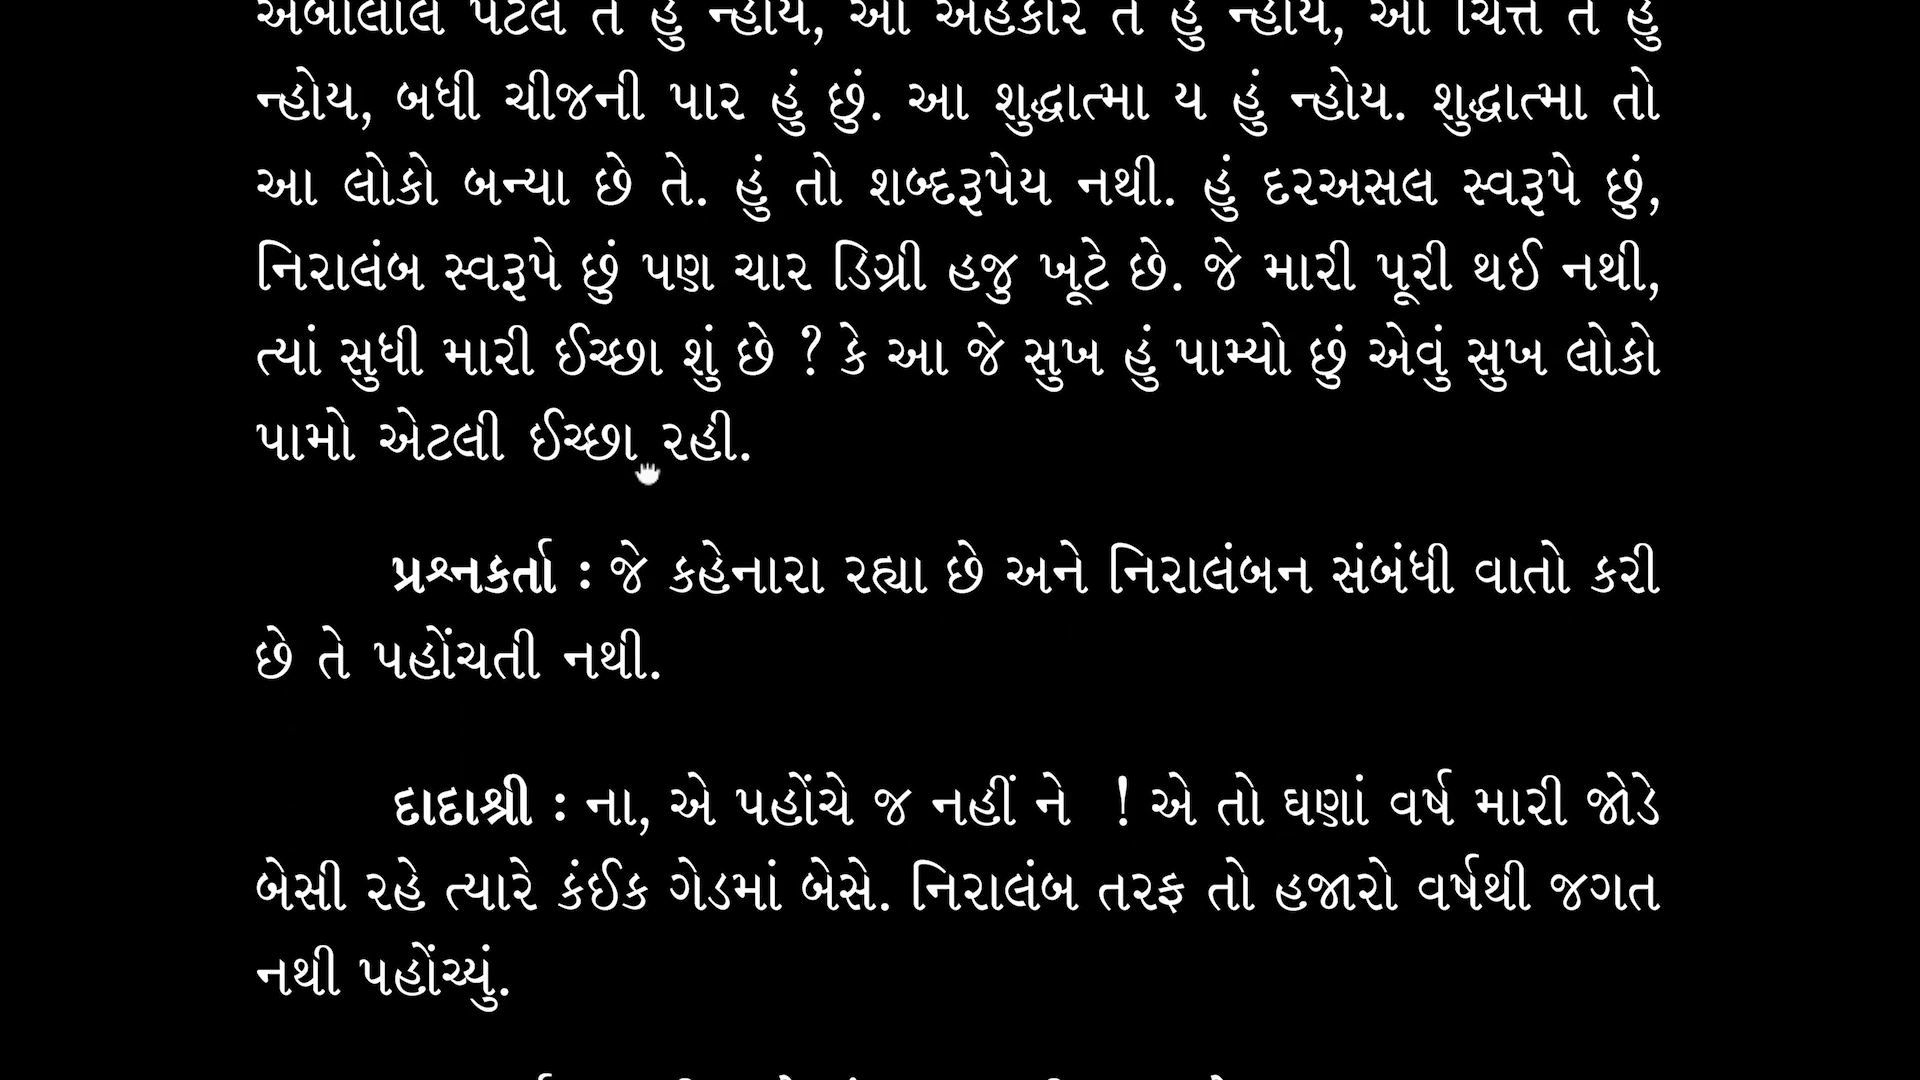 અંબાલાલ પટેલ તે હું ન્હોય, આ અહંકાર તે હું ન્હોય, આ ચિત્ત તે હું
ન્હોય, બધી ચીજની પાર હું છું. આ શુદ્ધાત્મા ય હું ન્હોય. શુદ્ધાત્મા તો
આ લોકો બન્યા છે તે. હું તો શબ્દરૂપેય નથી. હું દરઅસલ સ્વરૂપે છું,
નિરાલંબ સ્વરૂપે છું પણ ચાર ડિગ્રી હજુ ખૂટે છે. જે મારી પૂરી થઈ નથી,
ત્યાં સુધી મારી ઈચ્છા શું છે ? કે આ જે સુખ હું પામ્યો છું એવું સુખ લોકો
પામો એટલી ઈચ્છા રહી.
પ્રશ્નકર્તા : જે કહેનારા રહ્યા છે અને નિરાલંબન સંબંધી વાતો કરી
છે તે પહોંચતી નથી.
દાદાશ્રી : ના, એ પહોંચે જ નહીં ને ! એ તો ઘણાં વર્ષ મારી જોડે
બેસી રહે ત્યારે કંઈક ગેડમાં બેસે. નિરાલંબ તરફ તો હજારો વર્ષથી જગત
નથી પહોંચ્યું.